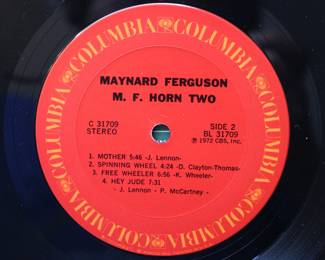 COLUMBIA COLUMBIA COLUMBIA COLUMBIA COLUMBIA COLUMBIA
MAYNARD FERGUSON
M. F. HORN TWO
C 31709
STEREO
SIDE 2
BL 31709
℗ 1972 CBS, Inc.
1. MOTHER 5:46 -J. Lennon-
2. SPINNING WHEEL 4:24 -D. Clayton-Thomas-
3. FREE WHEELER 6:56 -K. Wheeler-
4. HEY JUDE 7:31
- J. Lennon - P. McCartney -